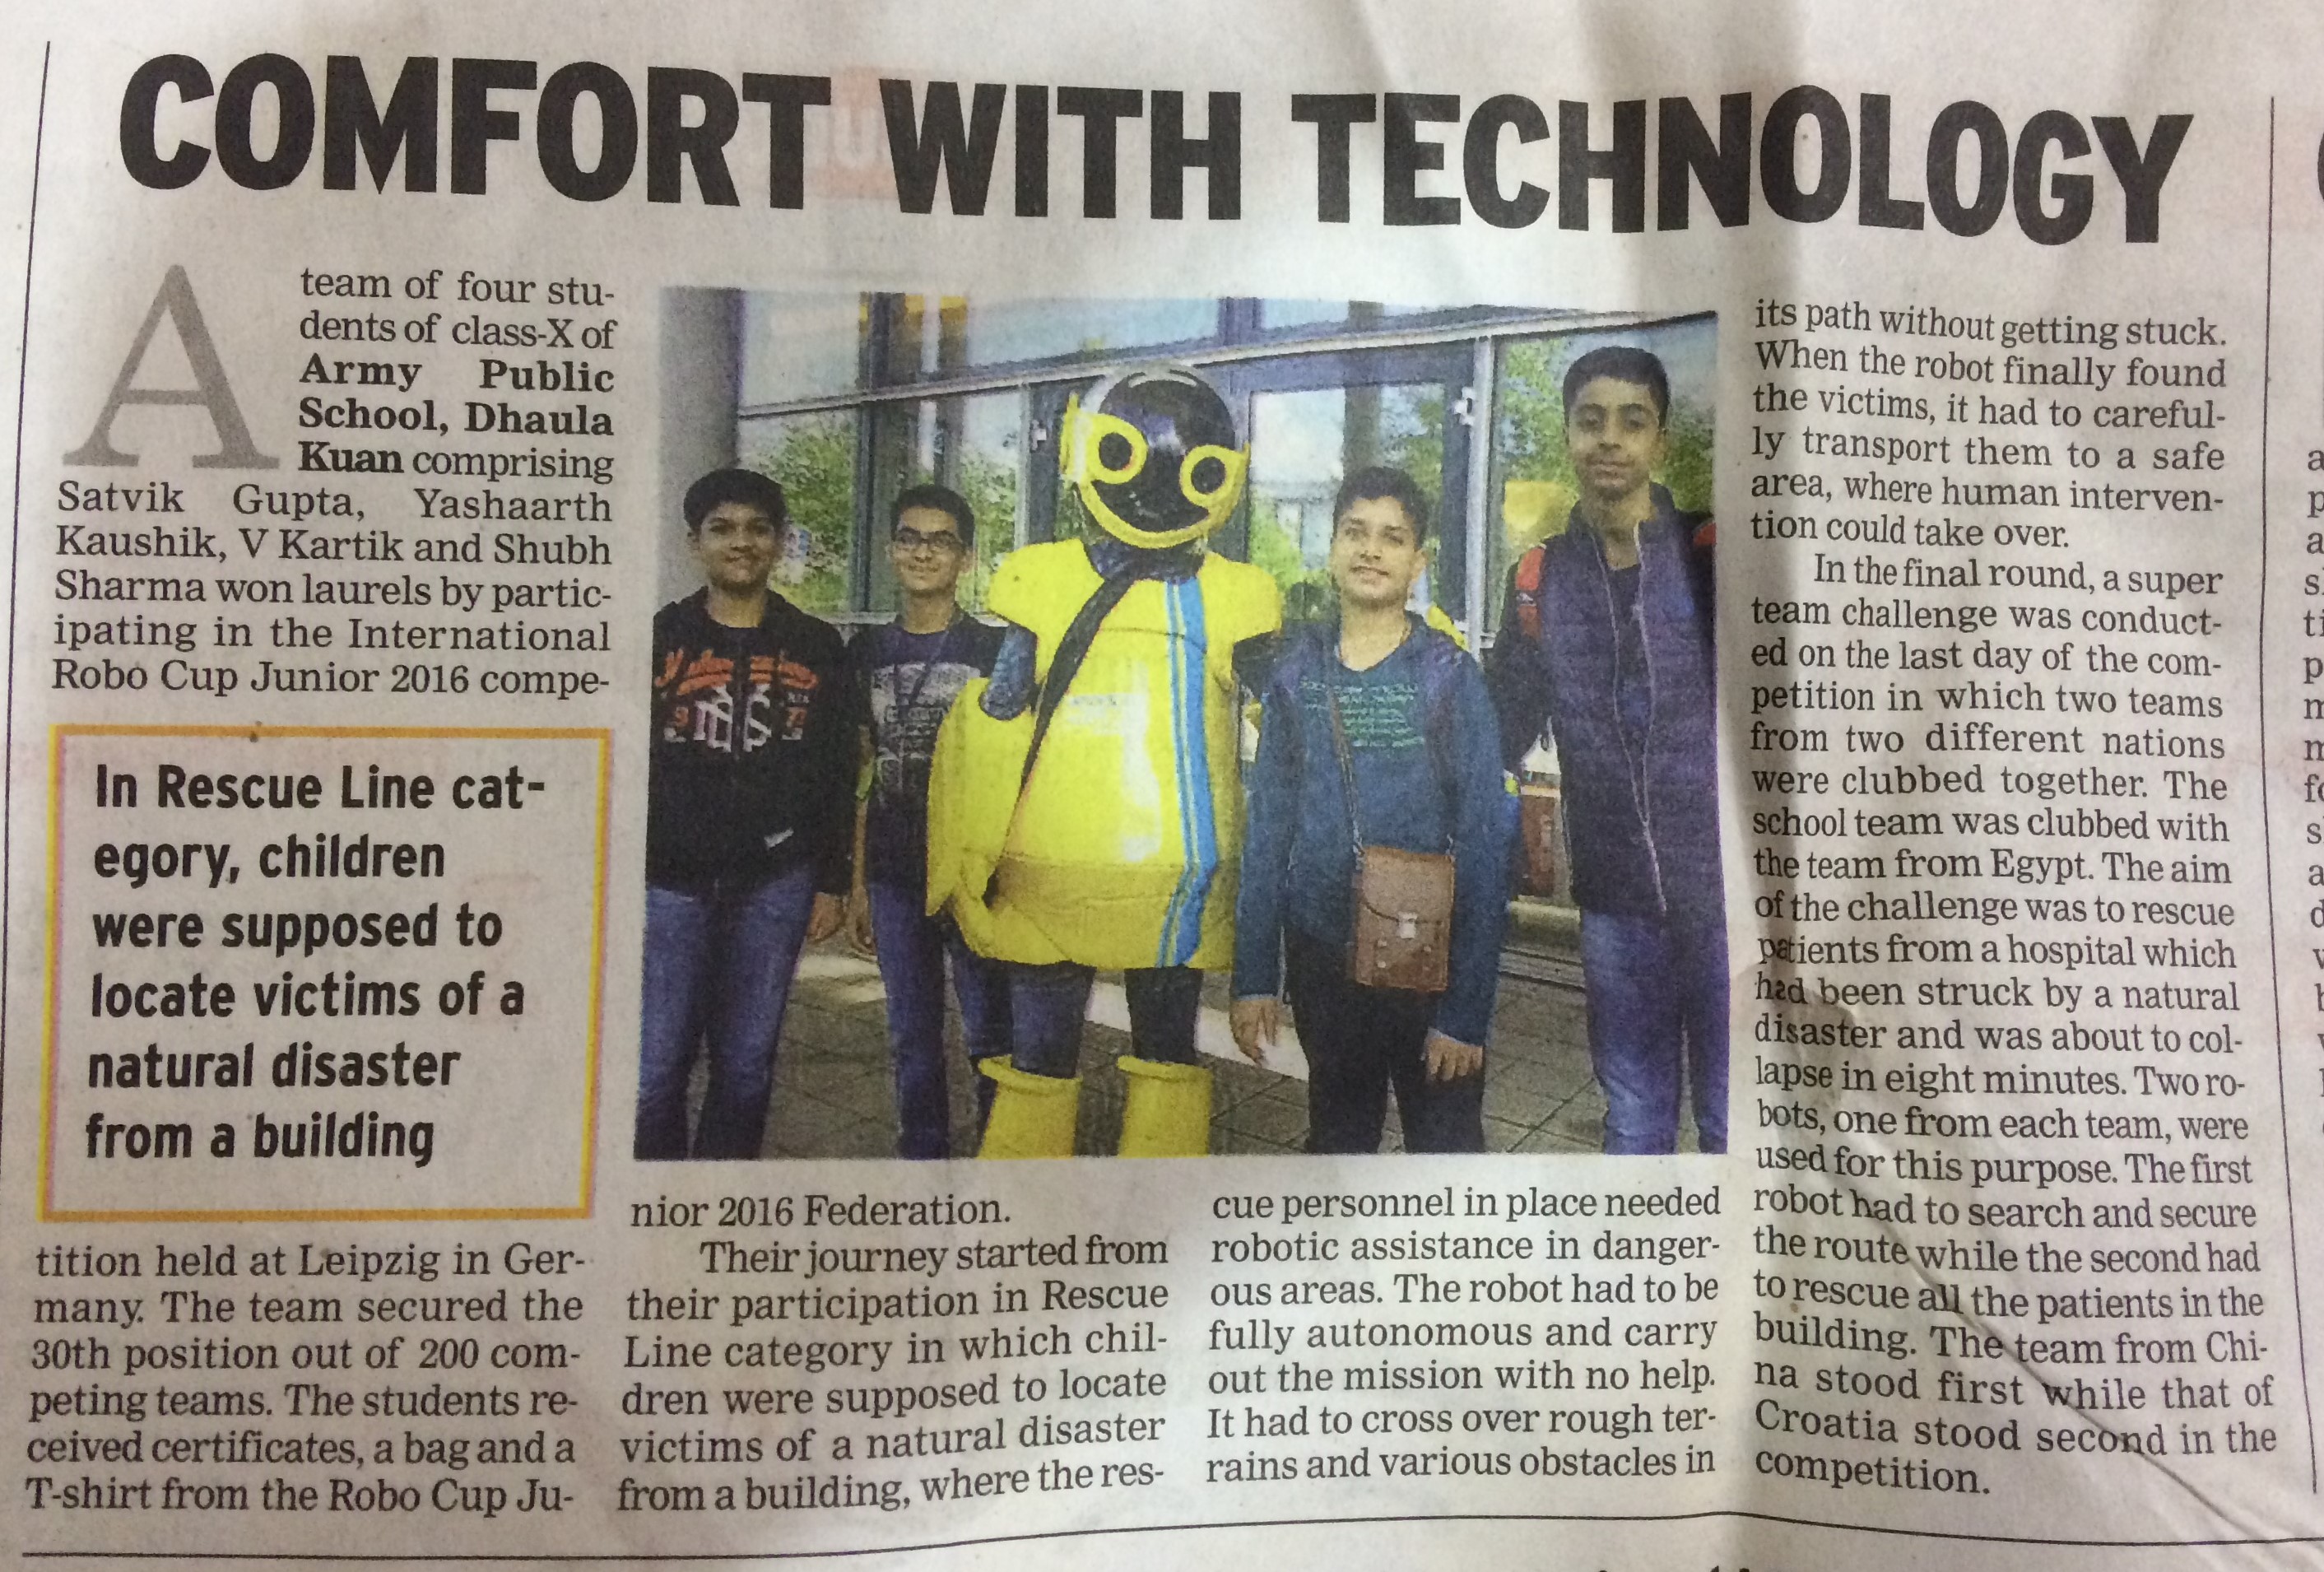 COMFORT WITH TECHNOLOGY
A team of four stu-
dents of class-X of
Army Public
School, Dhaula
Kuan comprising
Satvik Gupta, Yashaarth
Kaushik, V Kartik and Shubh
Sharma won laurels by partic-
ipating in the International
Robo Cup Junior 2016 compe-
In Rescue Line cat-
egory, children
were supposed to
locate victims of a
natural disaster
from a building
tition held at Leipzig in Ger-
many. The team secured the
30th position out of 200 com-
peting teams. The students re-
ceived certificates, a bag and a
T-shirt from the Robo Cup Ju-
nior 2016 Federation.
Their journey started from
their participation in Rescue
Line category in which chil-
dren were supposed to locate
victims of a natural disaster
from a building, where the res-
cue personnel in place needed
robotic assistance in danger-
ous areas. The robot had to be
fully autonomous and carry
out the mission with no help.
It had to cross over rough ter-
rains and various obstacles in
its path without getting stuck.
When the robot finally found
the victims, it had to careful-
ly transport them to a safe
area, where human interven-
tion could take over.
In the final round, a super
team challenge was conduct-
ed on the last day of the com-
petition in which two teams
from two different nations
were clubbed together. The
school team was clubbed with
the team from Egypt. The aim
of the challenge was to rescue
patients from a hospital which
had been struck by a natural
disaster and was about to col-
lapse in eight minutes. Two ro-
bots, one from each team, were
used for this purpose. The first
robot had to search and secure
the route while the second had
to rescue all the patients in the
building. The team from Chi-
na stood first while that of
Croatia stood second in the
competition.